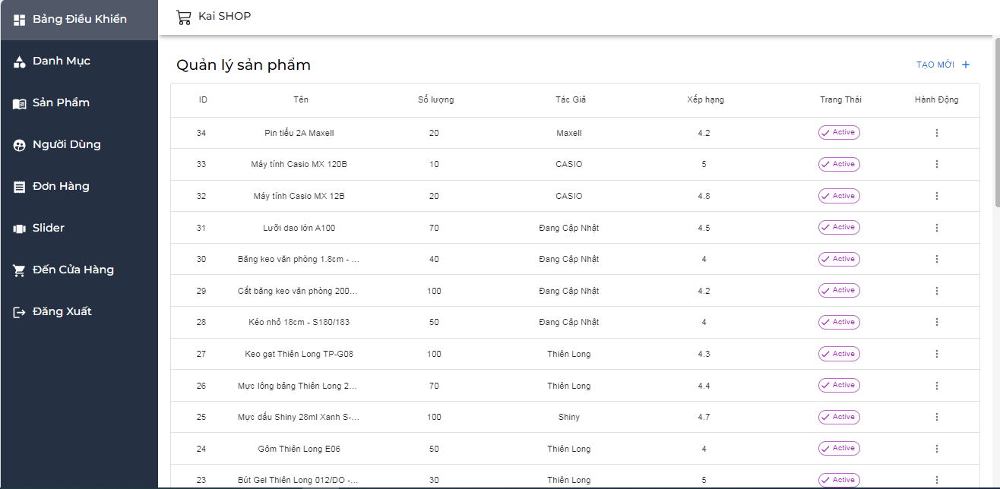 Bảng Điều Khiển
Kai SHOP
Danh Mục
Sản Phẩm
Người Dùng
Đơn Hàng
Slider
Đến Cửa Hàng
Đăng Xuất
Quản lý sản phẩm
TẠO MỚI +
ID Tên Số lượng Tác Giả Xếp hạng Trang Thái Hành Động
34 Pin tiểu 2A Maxell 20 Maxell 4.2 Active
33 Máy tính Casio MX 120B 10 CASIO 5 Active
32 Máy tính Casio MX 12B 20 CASIO 4.8 Active
31 Lưỡi dao lớn A100 70 Đang Cập Nhật 4.5 Active
30 Băng keo văn phòng 1.8cm - ... 40 Đang Cập Nhật 4 Active
29 Cắt băng keo văn phòng 200... 100 Đang Cập Nhật 4.2 Active
28 Kéo nhỏ 18cm - S180/183 50 Đang Cập Nhật 4 Active
27 Keo gạt Thiên Long TP-G08 100 Thiên Long 4.3 Active
26 Mực lông bảng Thiên Long 2... 70 Thiên Long 4.4 Active
25 Mực dấu Shiny 28ml Xanh S-... 100 Shiny 4.7 Active
24 Gôm Thiên Long E06 50 Thiên Long 4 Active
23 Bút Gel Thiên Long 012/DO -... 30 Thiên Long 5 Active